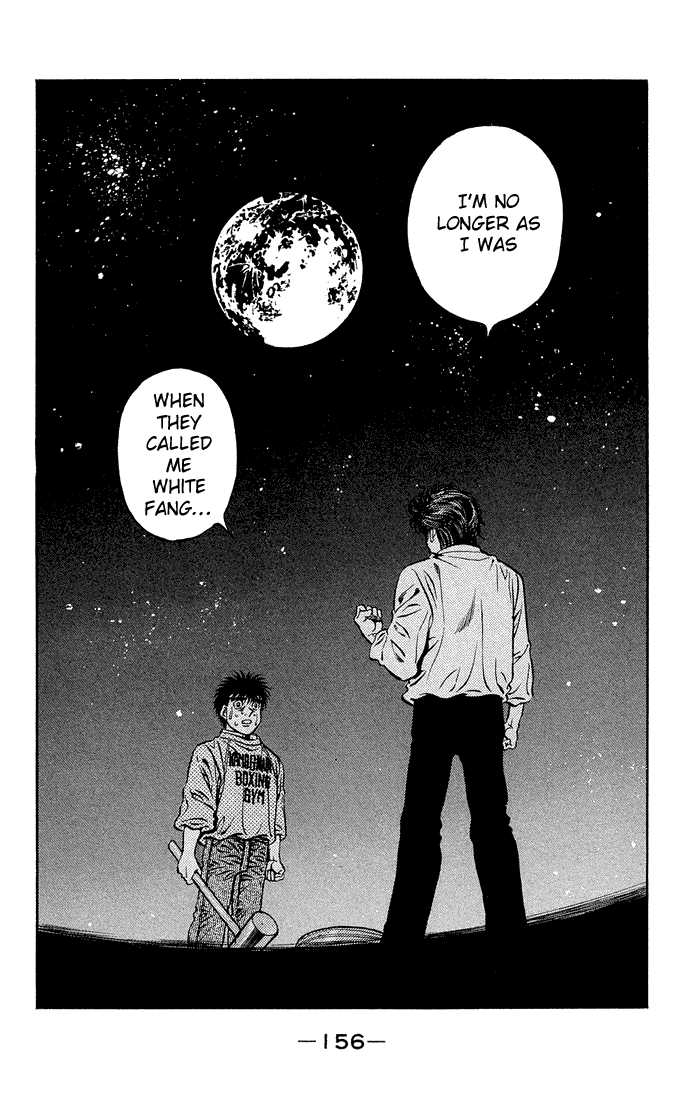 I'M NO
LONGER AS
I WAS
WHEN
THEY
CALLED
ME
WHITE
FANG...
BOXING
GYM
—156—